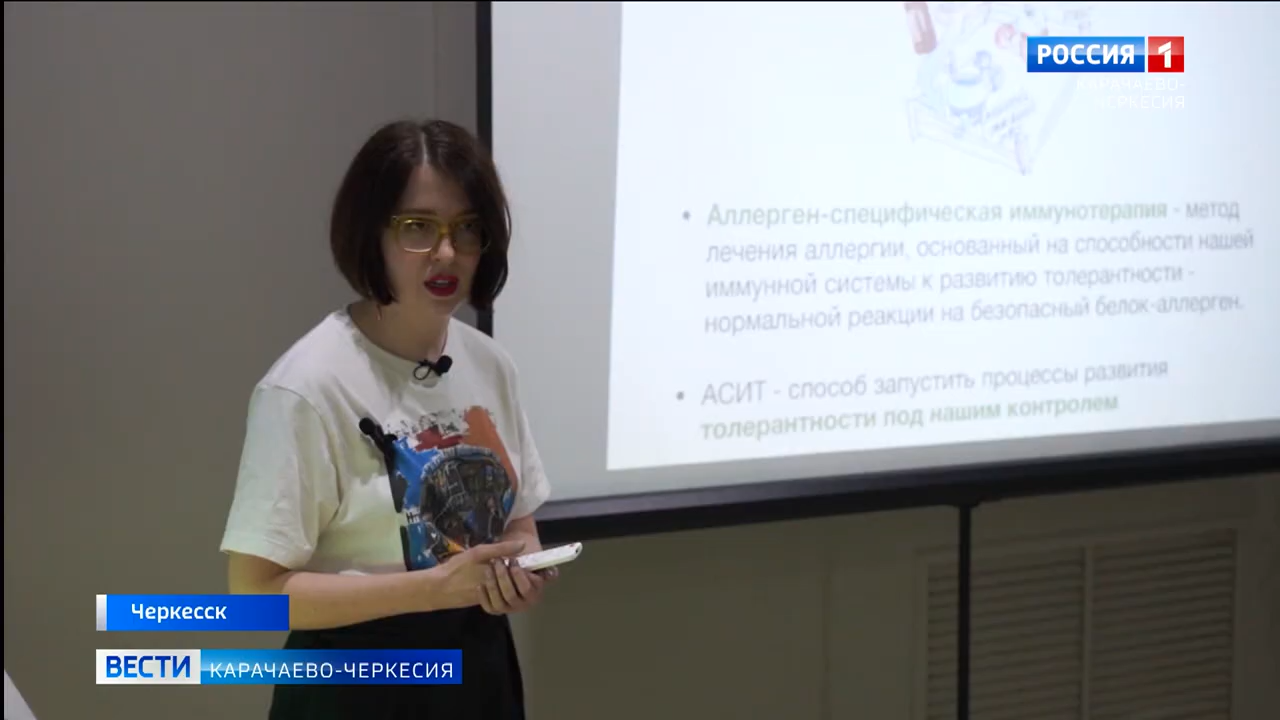 РОССИЯ 1
КАРАЧАЕВО-
ЧЕРКЕСИЯ
• Аллерген-специфическая иммунотерапия - метод
лечения аллергии, основанный на способности нашей
иммунной системы к развитию толерантности -
нормальной реакции на безопасный белок-аллерген.
• АСИТ - способ запустить процессы развития
толерантности под нашим контролем
Черкесск
ВЕСТИ КАРАЧАЕВО-ЧЕРКЕСИЯ